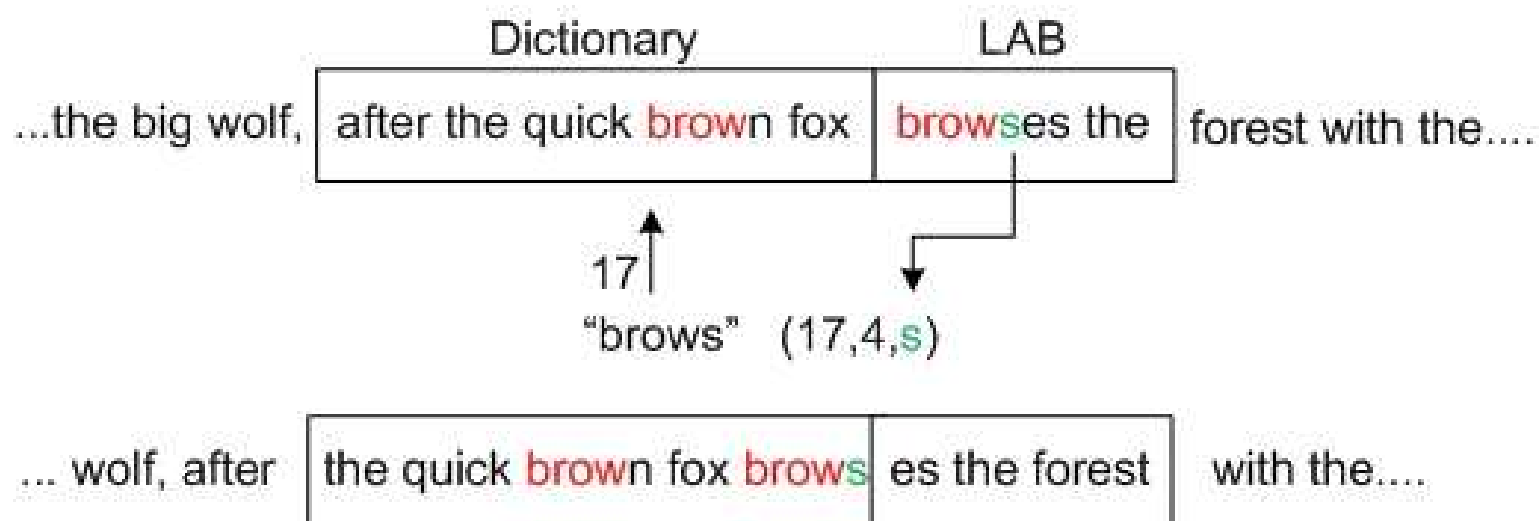 Dictionary LAB
...the big wolf, after the quick brown fox browses the forest with the....
17
“brows” (17,4,s)
... wolf, after the quick brown fox brows es the forest with the....